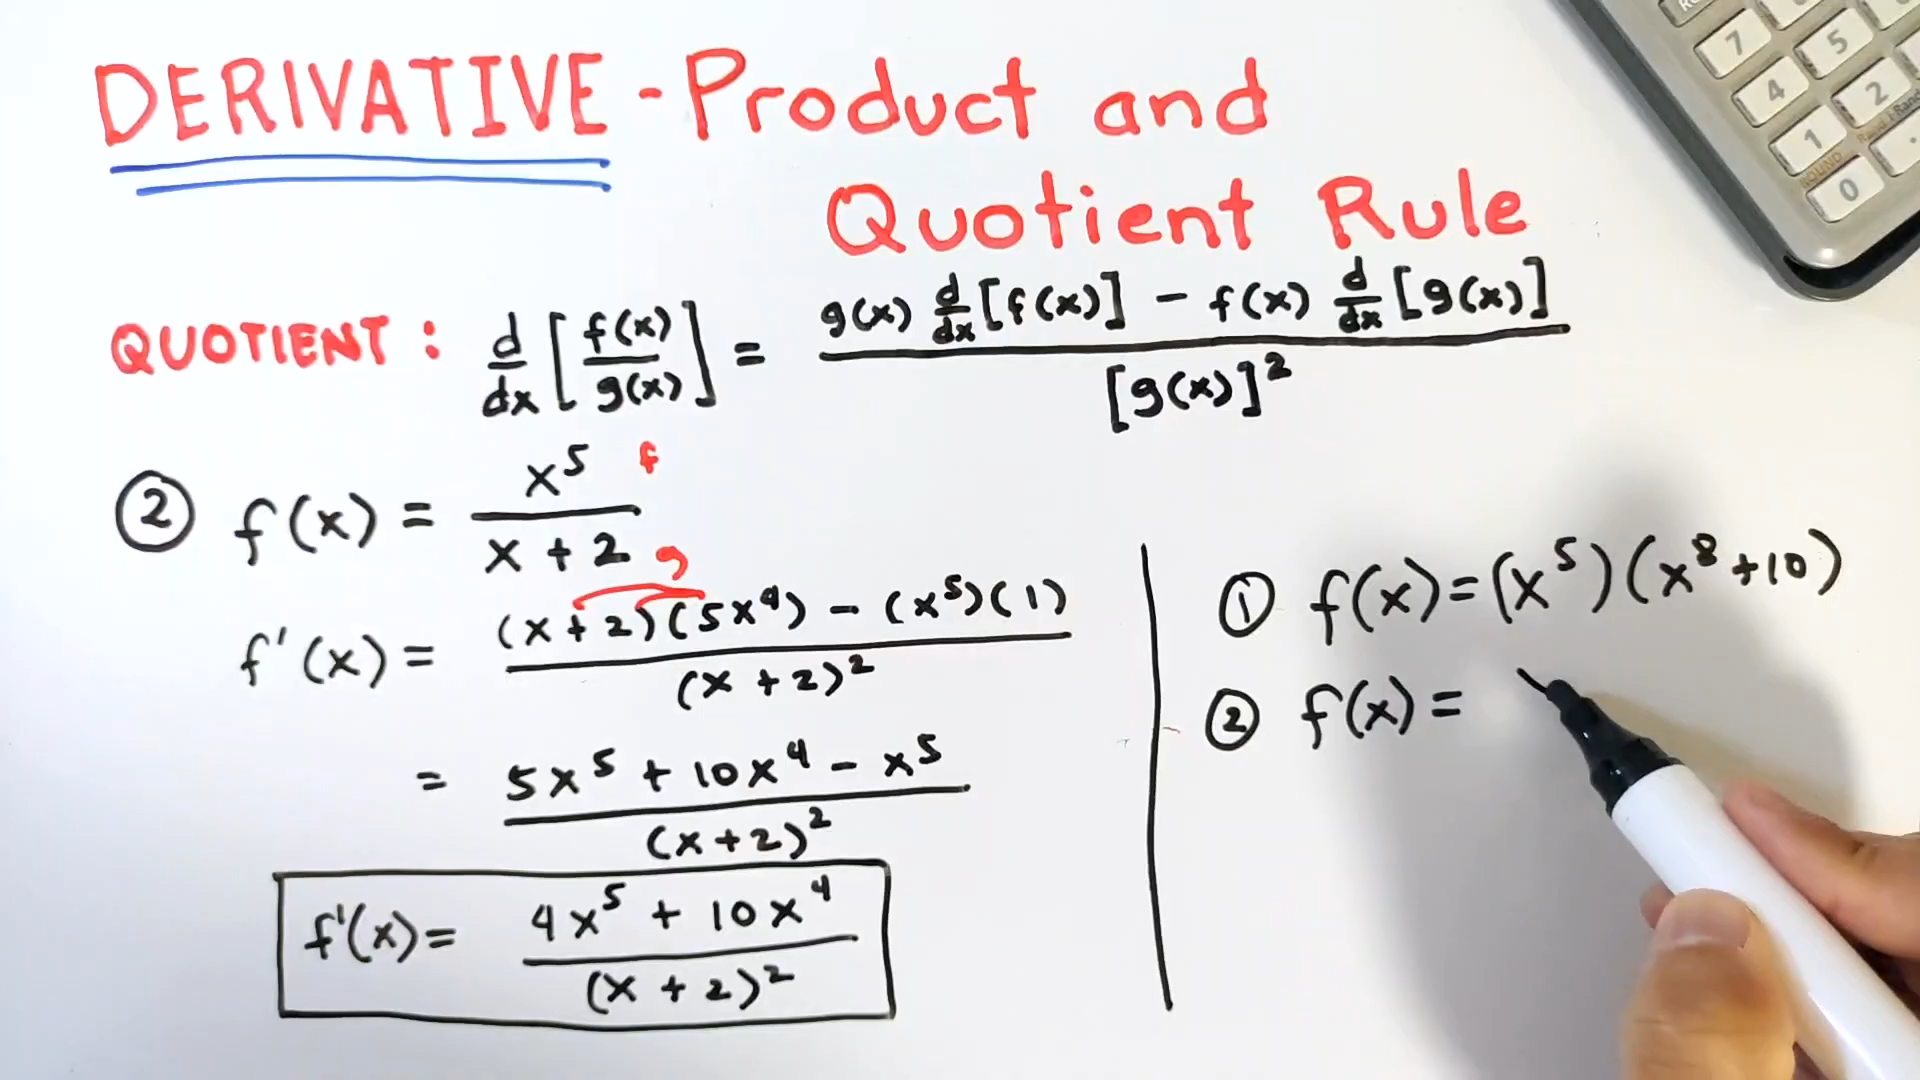 DERIVATIVE - Product and
Quotient Rule
QUOTIENT : d/dx [f(x)/g(x)] = g(x) d/dx [f(x)] - f(x) d/dx [g(x)] / [g(x)]²
② f(x) = x⁵ / x + 2
f
g
f'(x) = (x + 2)(5x⁴) - (x⁵)(1) / (x + 2)²
= 5x⁵ + 10x⁴ - x⁵ / (x + 2)²
f'(x) = 4x⁵ + 10x⁴ / (x + 2)²
① f(x) = (x⁵)(x⁸ + 10)
② f(x) =
7
5
4
2
1
0